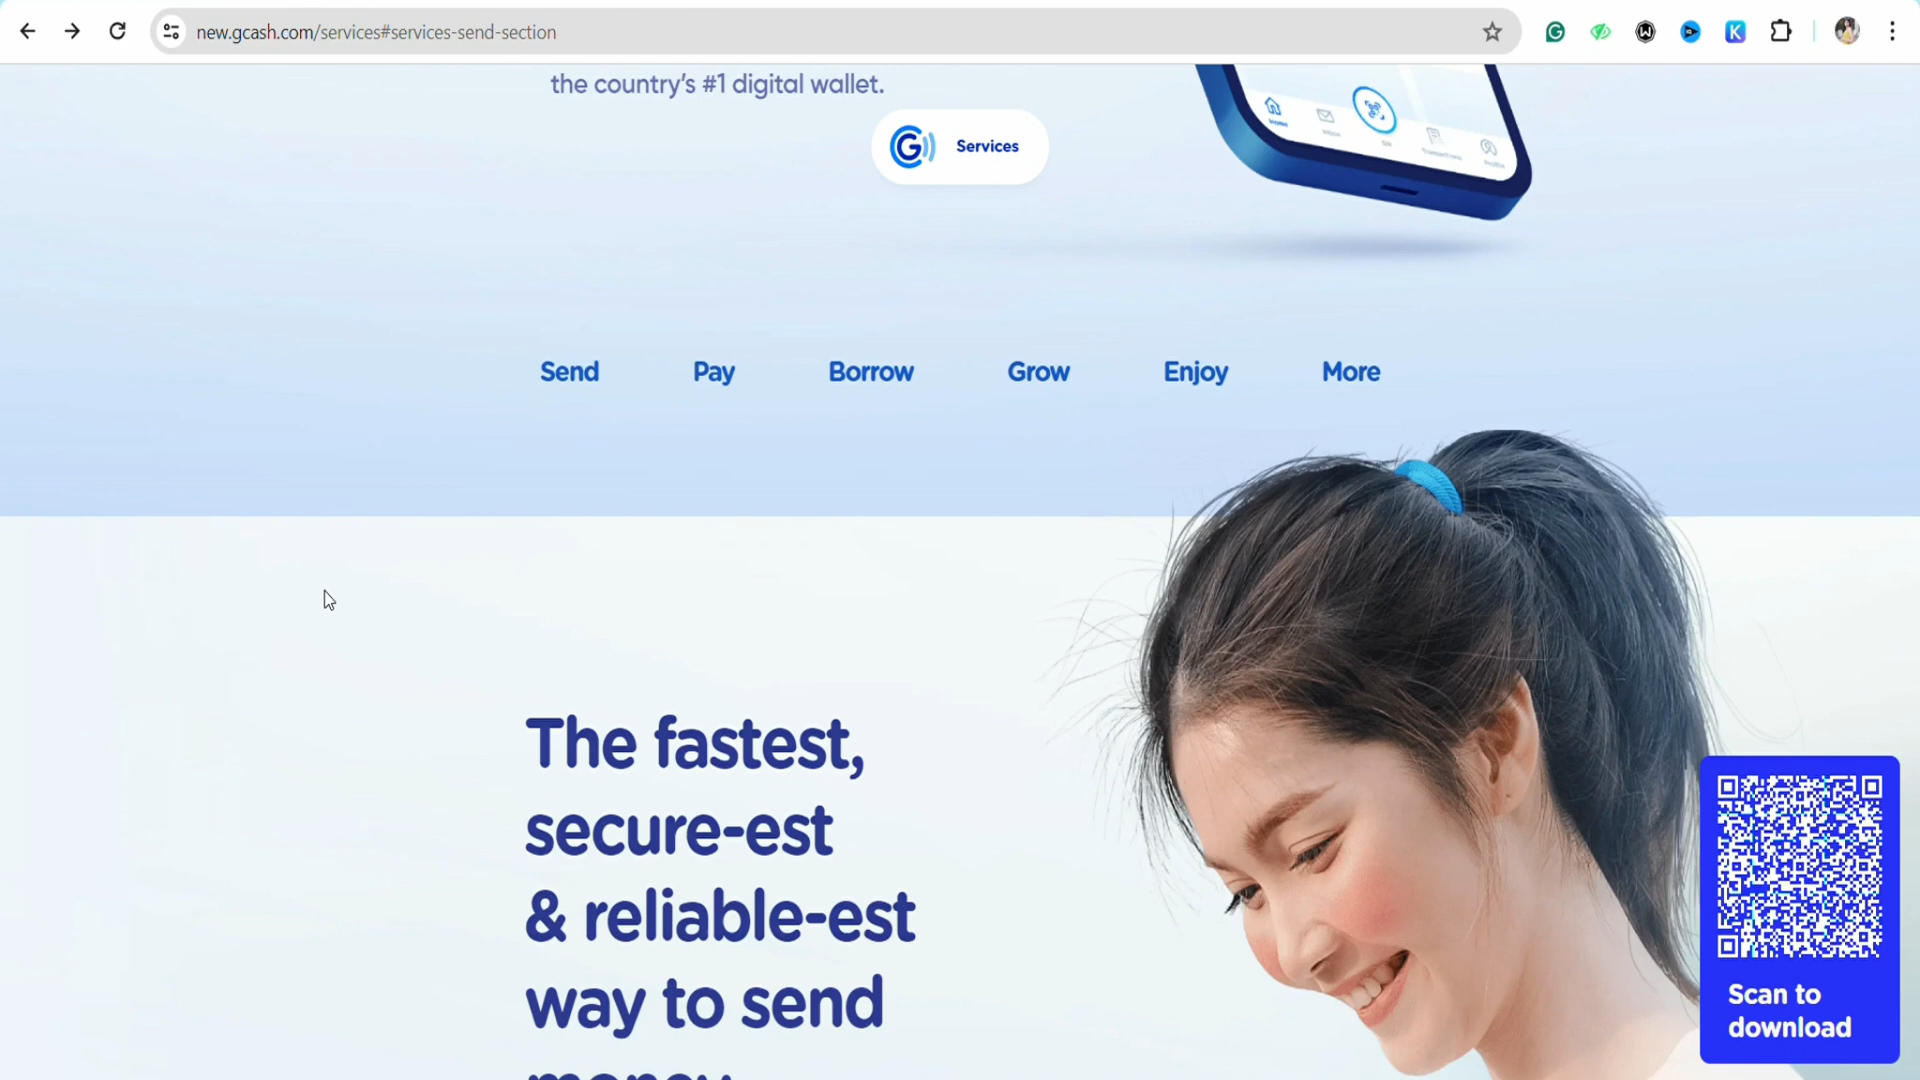 new.gcash.com/services#services-send-section
the country's #1 digital wallet.
Services
Send
Pay
Borrow
Grow
Enjoy
More
The fastest,
secure-est
& reliable-est
way to send
money
Scan to
download